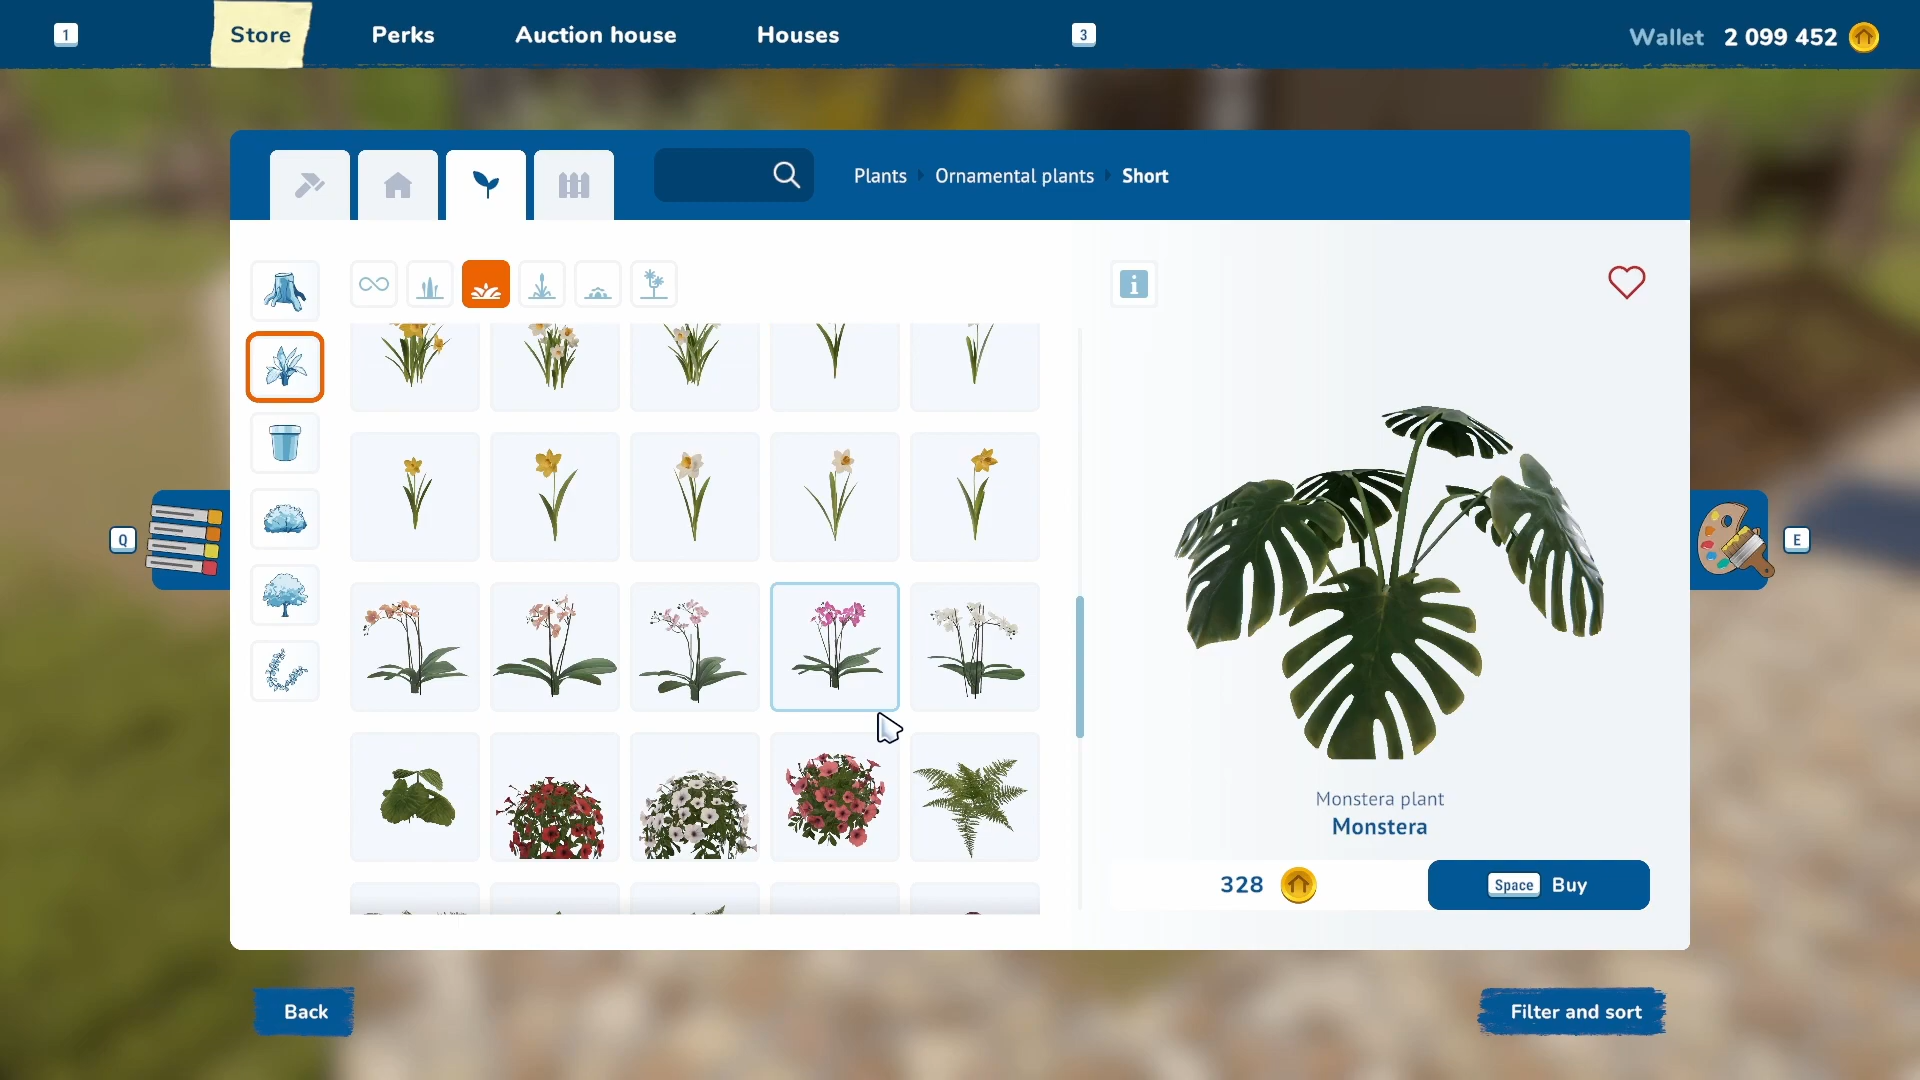 1
Store
Perks
Auction house
Houses
3
Wallet 2 099 452
Plants
Ornamental plants
Short
i
Q
E
Monstera plant
Monstera
328
Space Buy
Back
Filter and sort